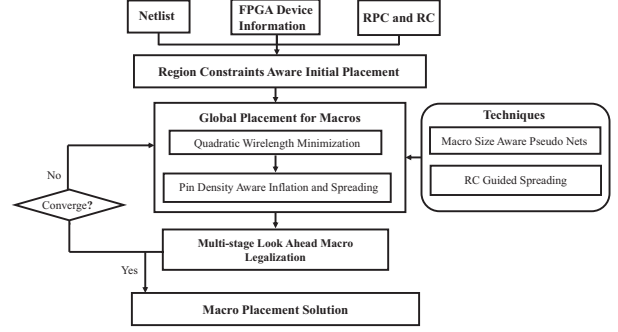 Netlist
FPGA Device
Information
RPC and RC
Region Constraints Aware Initial Placement
Global Placement for Macros
Quadratic Wirelength Minimization
Pin Density Aware Inflation and Spreading
Techniques
Macro Size Aware Pseudo Nets
RC Guided Spreading
No
Converge?
Multi-stage Look Ahead Macro
Legalization
Yes
Macro Placement Solution